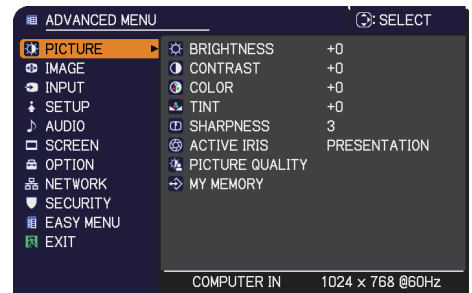 ADVANCED MENU : SELECT
PICTURE
IMAGE
INPUT
SETUP
AUDIO
SCREEN
OPTION
NETWORK
SECURITY
EASY MENU
EXIT
BRIGHTNESS +0
CONTRAST +0
COLOR +0
TINT +0
SHARPNESS 3
ACTIVE IRIS PRESENTATION
PICTURE QUALITY
MY MEMORY
COMPUTER IN 1024 × 768 @60Hz